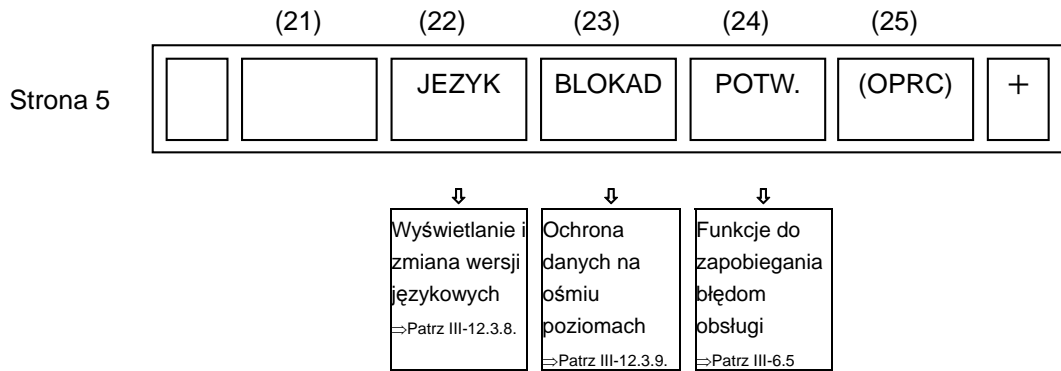 (21) (22) (23) (24) (25)
Strona 5
JEZYK BLOKAD POTW. (OPRC) +
⇩ ⇩ ⇩
Wyświetlanie i
zmiana wersji
językowych
⇒Patrz III-12.3.8.
Ochrona
danych na
ośmiu
poziomach
⇒Patrz III-12.3.9.
Funkcje do
zapobiegania
błędom
obsługi
⇒Patrz III-6.5